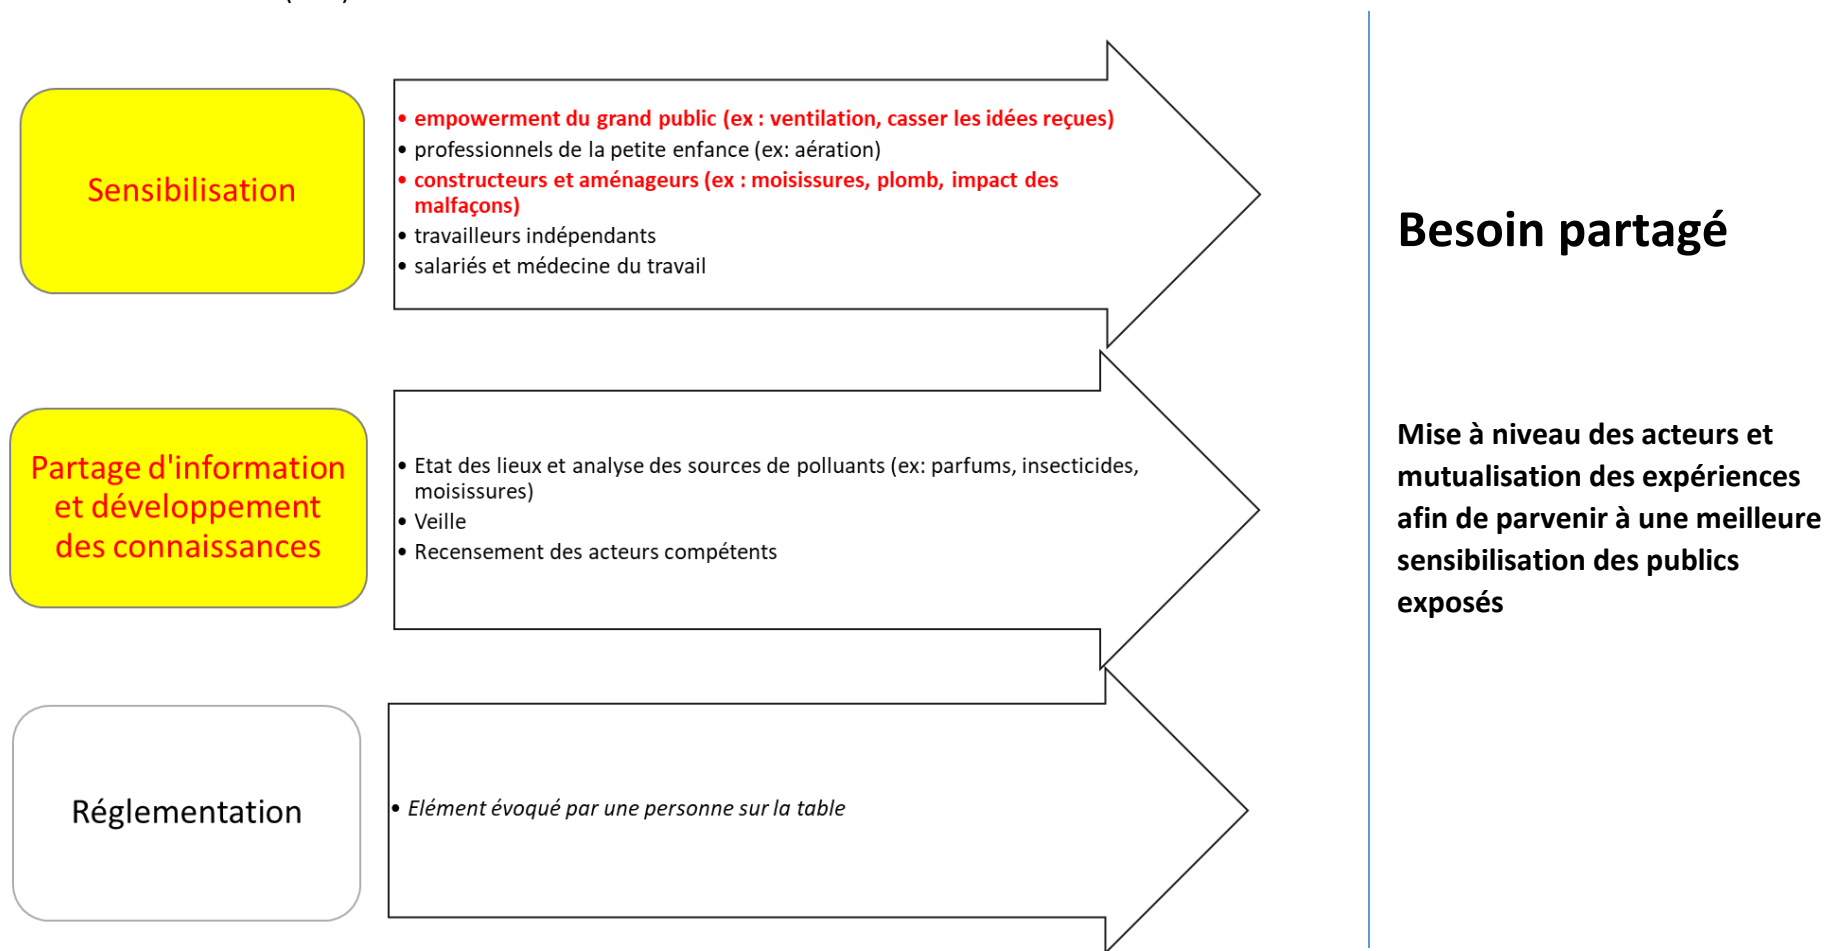 Sensibilisation
• empowerment du grand public (ex : ventilation, casser les idées reçues)
• professionnels de la petite enfance (ex: aération)
• constructeurs et aménageurs (ex : moisissures, plomb, impact des
malfaçons)
• travailleurs indépendants
• salariés et médecine du travail
Partage d'information
et développement
des connaissances
• Etat des lieux et analyse des sources de polluants (ex: parfums, insecticides,
moisissures)
• Veille
• Recensement des acteurs compétents
Réglementation
• Elément évoqué par une personne sur la table
Besoin partagé
Mise à niveau des acteurs et
mutualisation des expériences
afin de parvenir à une meilleure
sensibilisation des publics
exposés